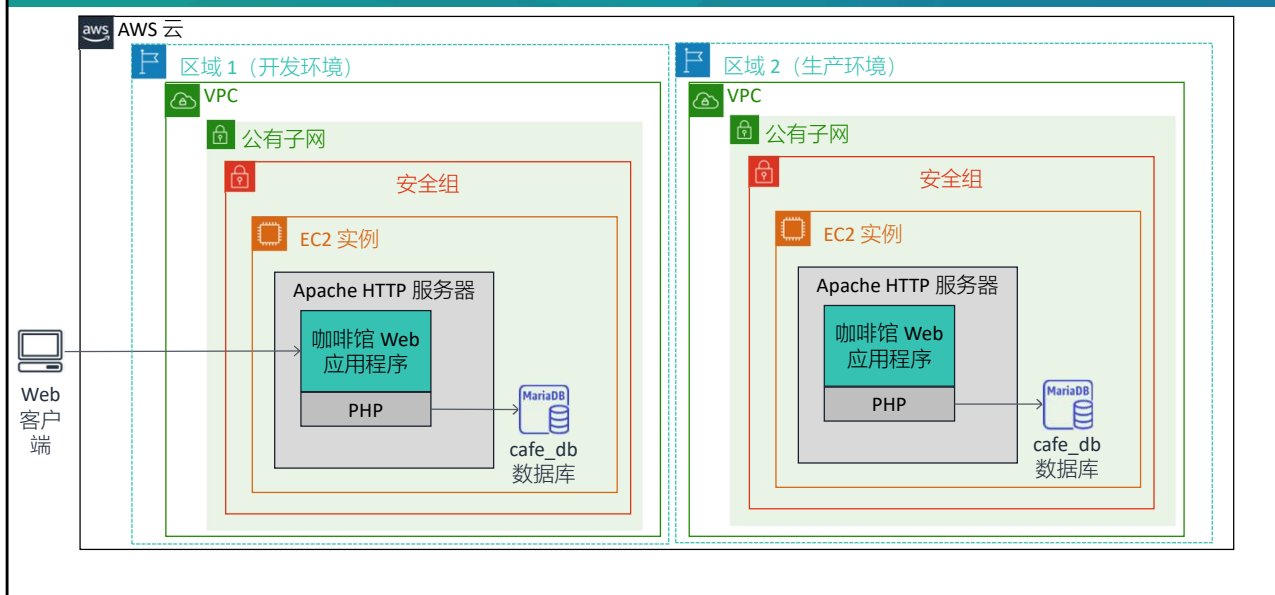 aws AWS 云
区域 1（开发环境）
VPC
公有子网
安全组
EC2 实例
Apache HTTP 服务器
咖啡馆 Web
应用程序
PHP
MariaDB
cafe_db
数据库
Web
客户
端
区域 2（生产环境）
VPC
公有子网
安全组
EC2 实例
Apache HTTP 服务器
咖啡馆 Web
应用程序
PHP
MariaDB
cafe_db
数据库